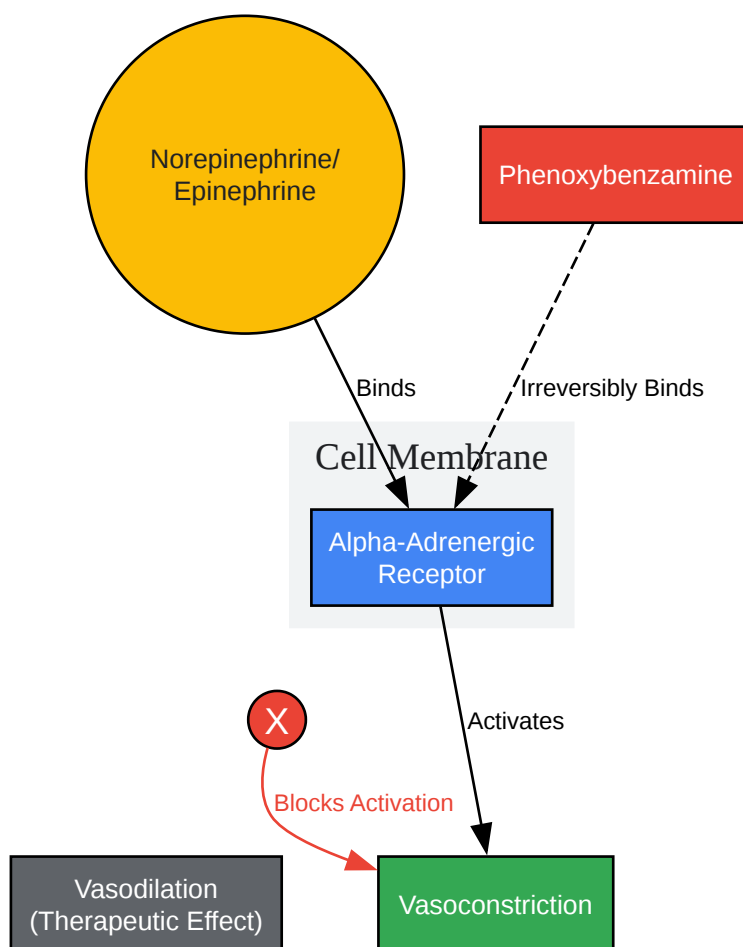 Norepinephrine/
Epinephrine
Phenoxybenzamine
Binds
Irreversibly Binds
Cell Membrane
Alpha-Adrenergic
Receptor
X
Activates
Blocks Activation
Vasodilation
(Therapeutic Effect)
Vasoconstriction